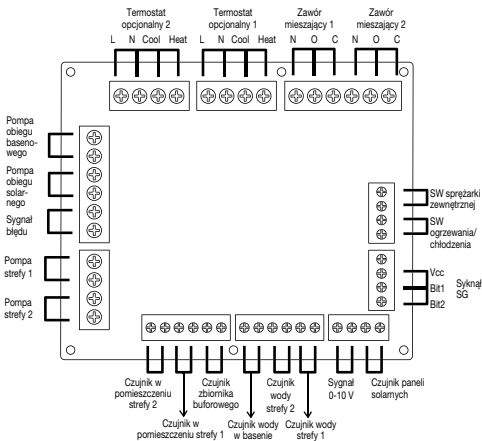 Termostat
opcjonalny 2
Termostat
opcjonalny 1
Zawór
mieszający 1
Zawór
mieszający 2
L N Cool Heat
L N Cool Heat
N O C
N O C
Pompa
obiegu
baseno-
wego
Pompa
obiegu
solar-
nego
Sygnał
błędu
Pompa
strefy 1
Pompa
strefy 2
SW sprężarki
zewnętrznej
SW
ogrzewania/
chłodzenia
Vcc
Bit1
Bit2
Syknął
SG
Czujnik w
pomieszczeniu
strefy 2
Czujnik w
pomieszczeniu strefy 1
Czujnik
zbiornika
buforowego
Czujnik wody
w basenie
Czujnik
wody
strefy 2
Czujnik wody
strefy 1
Sygnał
0-10 V
Czujnik paneli
solarnych